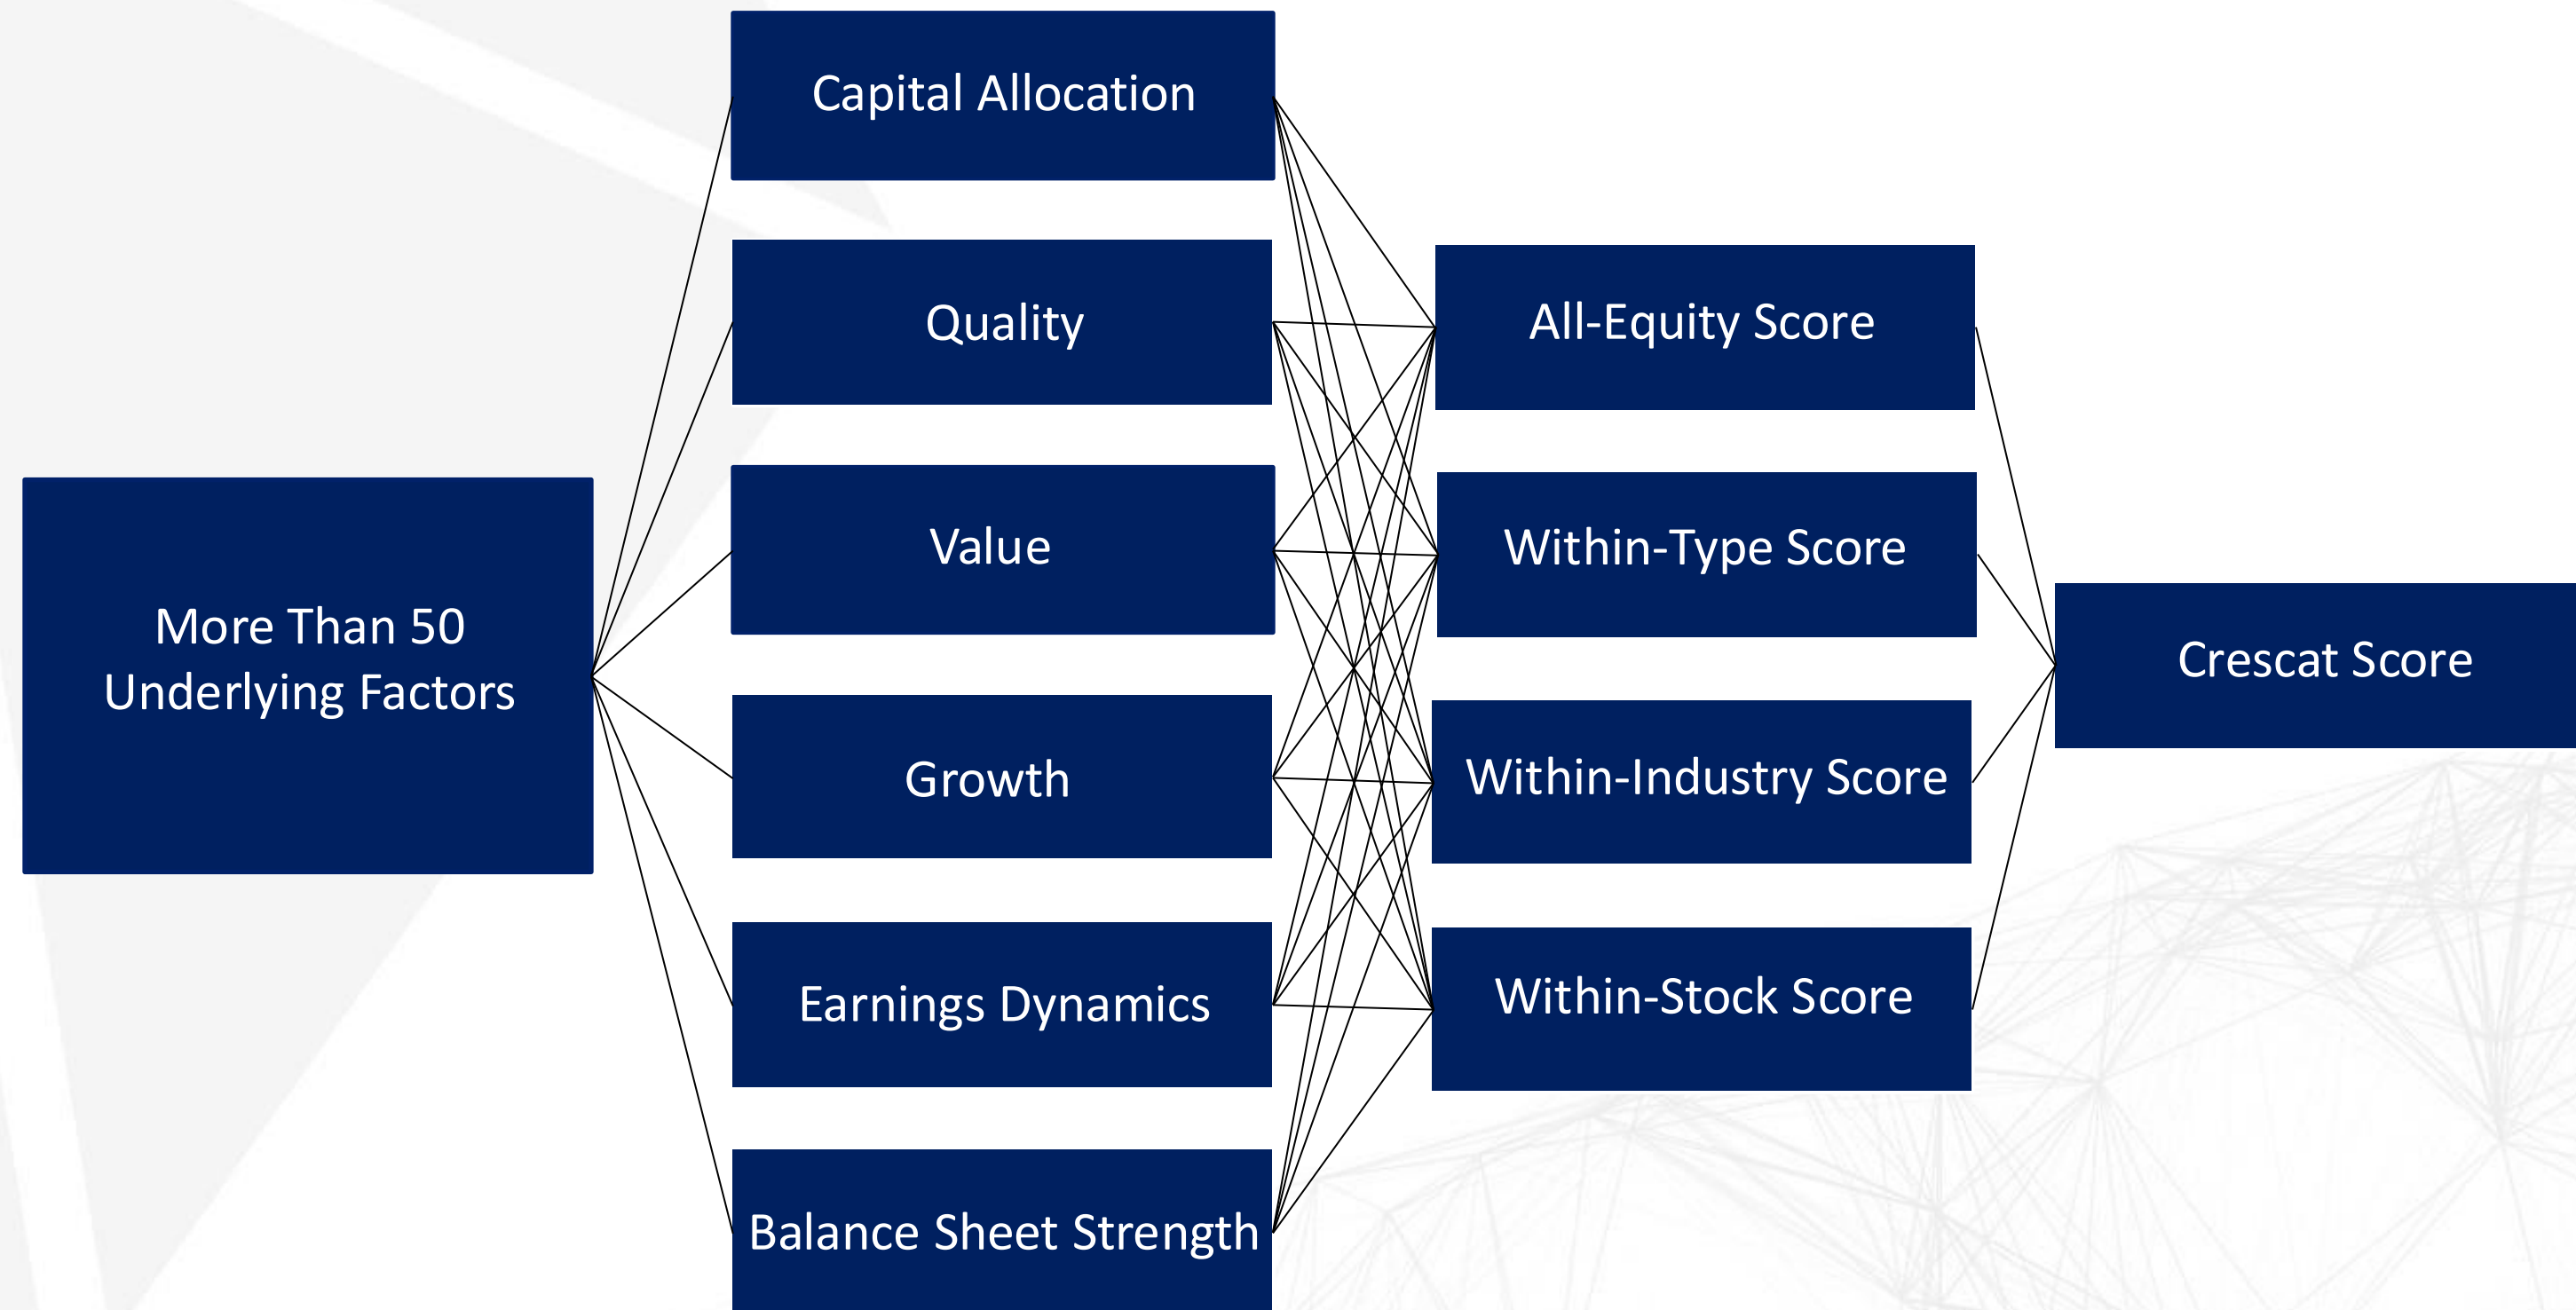 More Than 50
Underlying Factors
Capital Allocation
Quality
Value
Growth
Earnings Dynamics
Balance Sheet Strength
All-Equity Score
Within-Type Score
Within-Industry Score
Within-Stock Score
Crescat Score